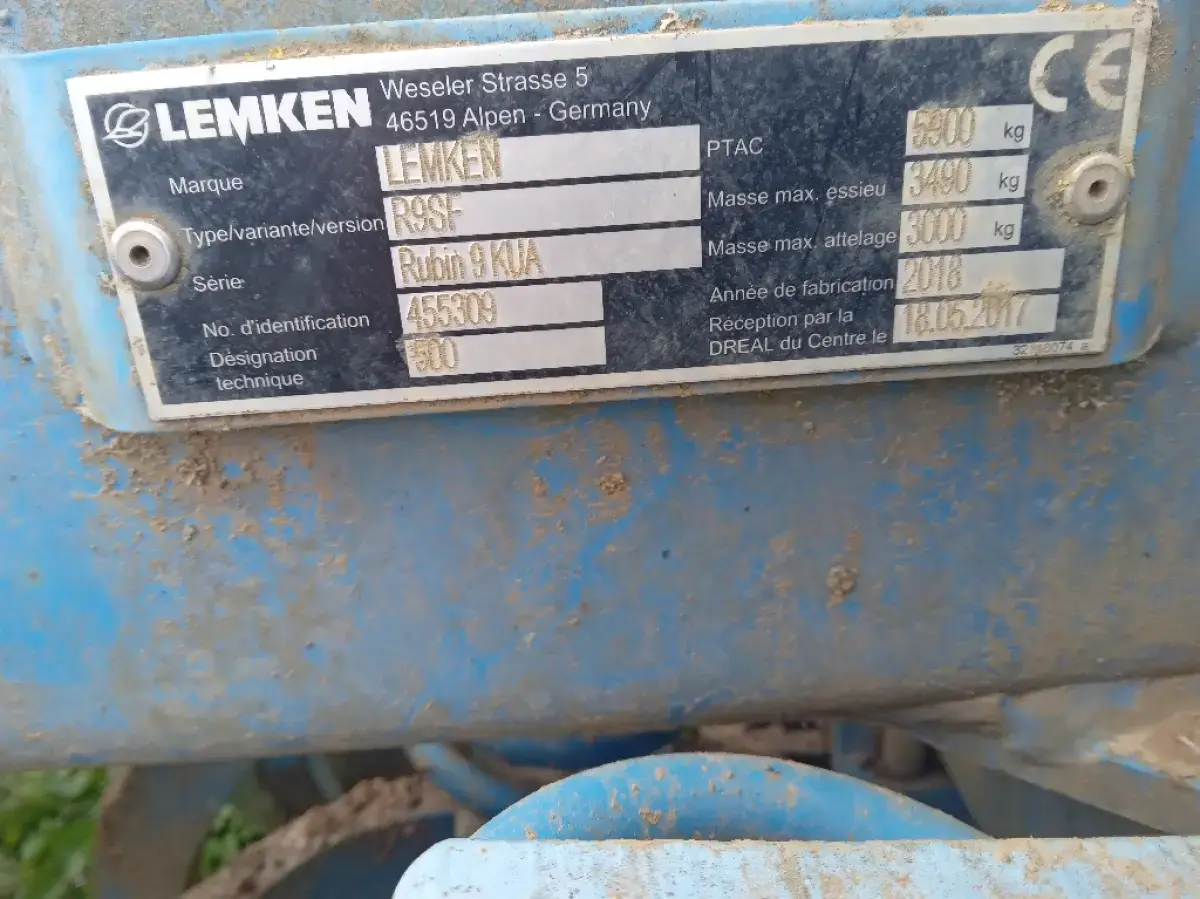 LEMKEN
Weseler Strasse 5
46519 Alpen - Germany
Marque LEMKEN
Type/variante/version R9SF
Série Rubin 9 KUA
No. d'identification 455309
Désignation technique 500
PTAC 5900 kg
Masse max. essieu 3490 kg
Masse max. attelage 3000 kg
Année de fabrication 2018
Réception par la
DREAL du Centre le 18.05.2017
CE